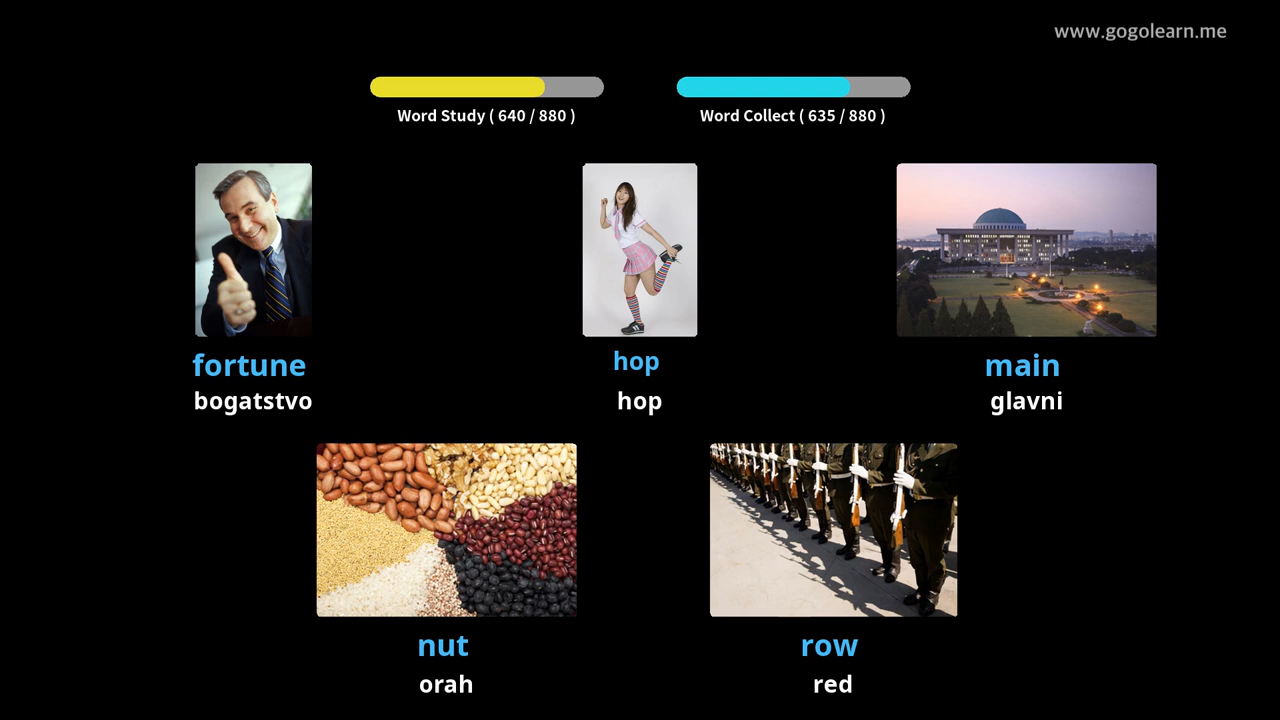 www.gogolearn.me
Word Study ( 640 / 880 )
Word Collect ( 635 / 880 )
fortune
bogatstvo
hop
hop
main
glavni
nut
orah
row
red